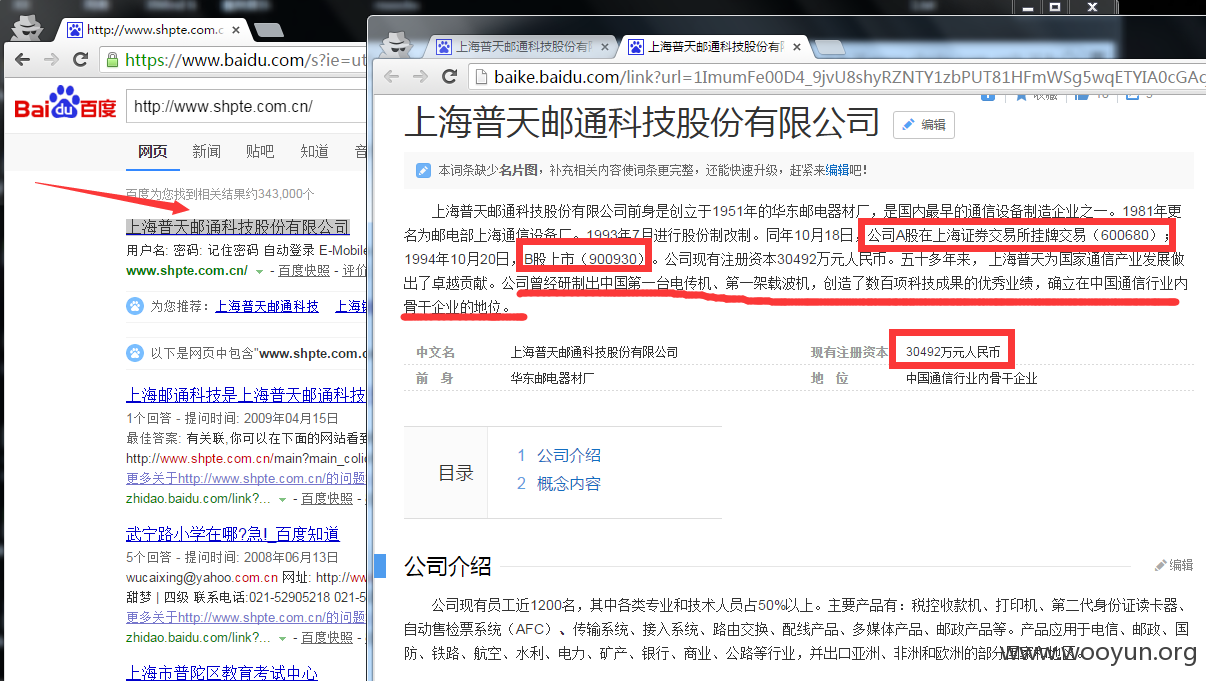 http://www.shpte.com.c
https://www.baidu.com/s?ie=ut
Bai du 百度
http://www.shpte.com.cn/
网页 新闻 贴吧 知道 音
百度为您找到相关结果约343,000个
上海普天邮通科技股份有限公司
用户名: 密码: 记住密码 自动登录 E-Mobile
www.shpte.com.cn/ - 百度快照 - 评价
为您推荐: 上海普天邮通科技 上海
以下是网页中包含"www.shpte.com.c
上海邮通科技是上海普天邮通科技
1个回答 - 提问时间: 2009年04月15日
最佳答案: 有关联,你可以在下面的网站看到
http://www.shpte.com.cn/main?main_coli
更多关于http://www.shpte.com.cn/的问题
zhidao.baidu.com/link?... - 百度快照 -
武宁路小学在哪?急!_百度知道
5个回答 - 提问时间: 2008年06月13日
wucaixing@yahoo.com.cn 网址: http://ww
甜梦 | 四级 联系电话:021-52905218 021-5
更多关于http://www.shpte.com.cn/的问题
zhidao.baidu.com/link?... - 百度快照 -
上海市普陀区教育考试中心
上海普天邮通科技股份有阝 上海普天邮通科技股份有阝
baike.baidu.com/link?url=1ImumFe00D4_9jvU8shyRZNTY1zbPUT81HFmWSg5wqETYIA0cGAc
上海普天邮通科技股份有限公司 编辑
本词条缺少名片图，补充相关内容使词条更完整，还能快速升级，赶紧来编辑吧！
上海普天邮通科技股份有限公司前身是创立于1951年的华东邮电器材厂，是国内最早的通信设备制造企业之一。1981年更
名为邮电部上海通信设备厂。1993年7月进行股份制改制。同年10月18日，公司A股在上海证券交易所挂牌交易（600680）；
1994年10月20日，B股上市（900930）。公司现有注册资本30492万元人民币。五十多年来， 上海普天为国家通信产业发展做
出了卓越贡献。公司曾经研制出中国第一台电传机、第一架载波机，创造了数百项科技成果的优秀业绩，确立在中国通信行业内
骨干企业的地位。
中文名 上海普天邮通科技股份有限公司 现有注册资本 30492万元人民币
前 身 华东邮电器材厂 地 位 中国通信行业内骨干企业
目录
1 公司介绍
2 概念内容
公司介绍 编辑
公司现有员工近1200名，其中各类专业和技术人员占50%以上。主要产品有：税控收款机、打印机、第二代身份证读卡器、
自动售检票系统（AFC）、传输系统、接入系统、路由交换、配线产品、多媒体产品、邮政产品等。产品应用于电信、邮政、国
防、铁路、航空、水利、电力、矿产、银行、商业、公路等行业，并出口亚洲、非洲和欧洲的部分国家和地区。
www.wooyun.org